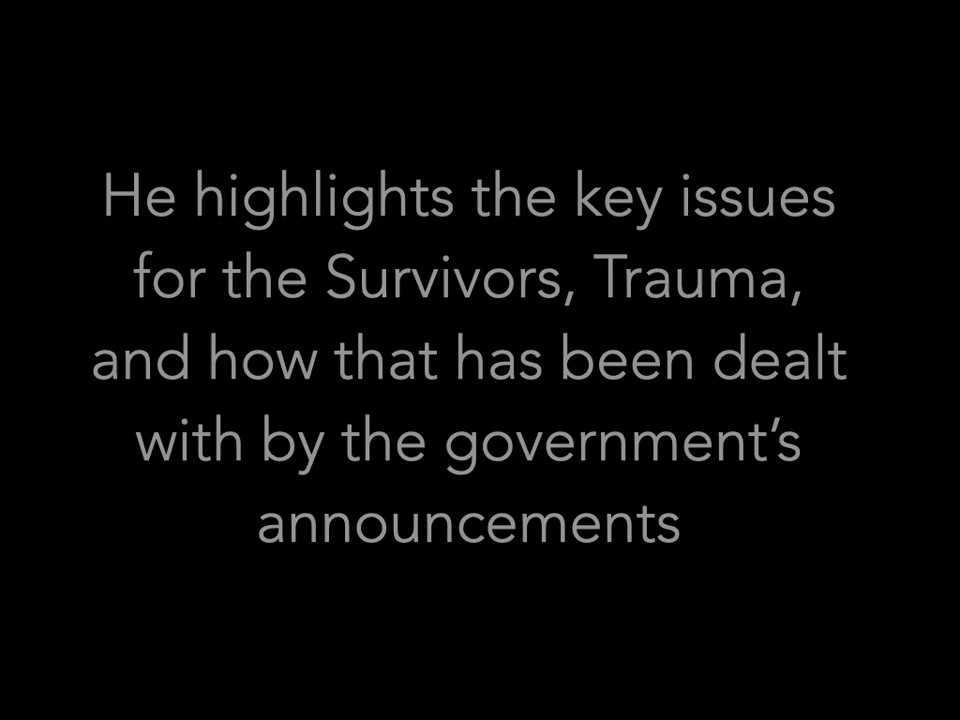 He highlights the key issues
for the Survivors, Trauma,
and how that has been dealt
with by the government’s
announcements